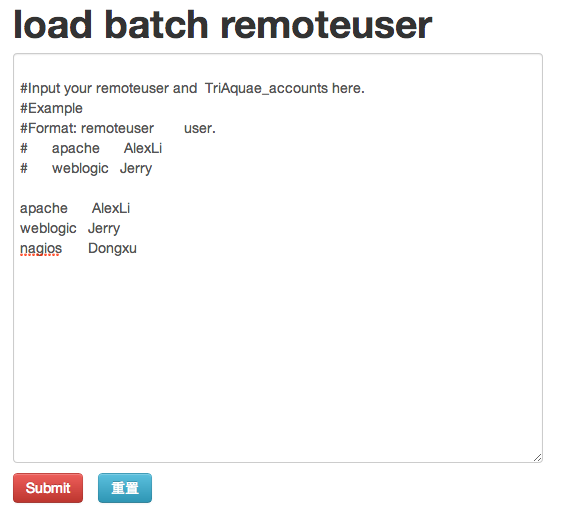 load batch remoteuser
#Input your remoteuser and  TriAquae_accounts here.
#Example
#Format: remoteuser        user.
#      apache      AlexLi
#      weblogic   Jerry
apache      AlexLi
weblogic   Jerry
nagios       Dongxu
Submit 重置